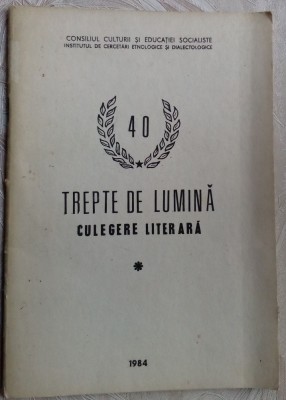 CONSILIUL CULTURII ȘI EDUCAȚIEI SOCIALISTE
INSTITUTUL DE CERCETĂRI ETNOLOGICE ȘI DIALECTOLOGICE
40
TREPTE DE LUMINĂ
CULEGERE LITERARĂ
*
1984